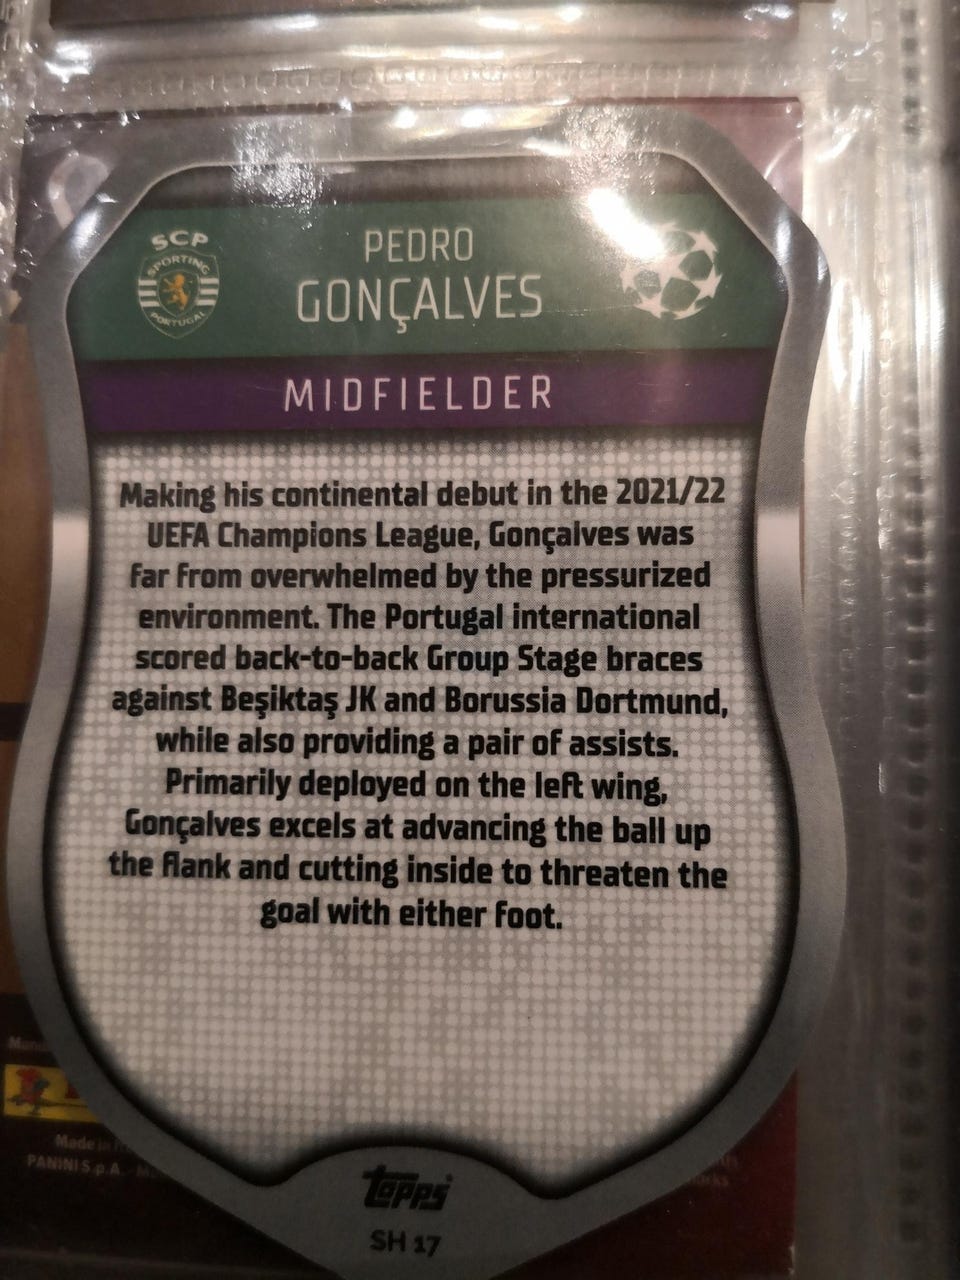 SCP
SPORTING
PORTUGAL
PEDRO
GONÇALVES
MIDFIELDER
Making his continental debut in the 2021/22
UEFA Champions League, Gonçalves was
far from overwhelmed by the pressurized
environment. The Portugal international
scored back-to-back Group Stage braces
against Beşiktaş JK and Borussia Dortmund,
while also providing a pair of assists.
Primarily deployed on the left wing,
Gonçalves excels at advancing the ball up
the flank and cutting inside to threaten the
goal with either foot.
Made in
PANINI S.p.A.
topps
SH 17